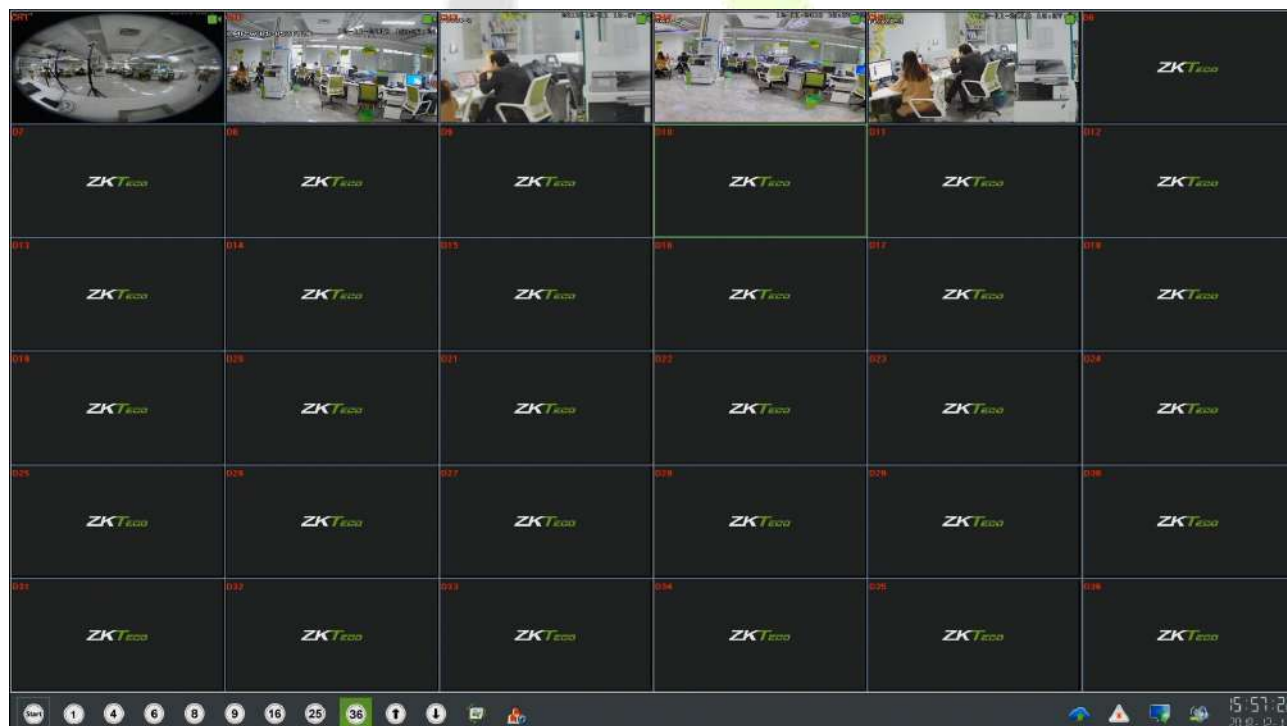 CH1
D6
ZKTeco
D7
D8
D9
D10
D11
D12
ZKTeco
ZKTeco
ZKTeco
ZKTeco
ZKTeco
ZKTeco
D13
D14
D15
D16
D17
D18
ZKTeco
ZKTeco
ZKTeco
ZKTeco
ZKTeco
ZKTeco
D19
D20
D21
D22
D23
D24
ZKTeco
ZKTeco
ZKTeco
ZKTeco
ZKTeco
ZKTeco
D25
D26
D27
D28
D29
D30
ZKTeco
ZKTeco
ZKTeco
ZKTeco
ZKTeco
ZKTeco
D31
D32
D33
D34
D35
D36
ZKTeco
ZKTeco
ZKTeco
ZKTeco
ZKTeco
ZKTeco
Start 1 4 6 8 9 16 25 36